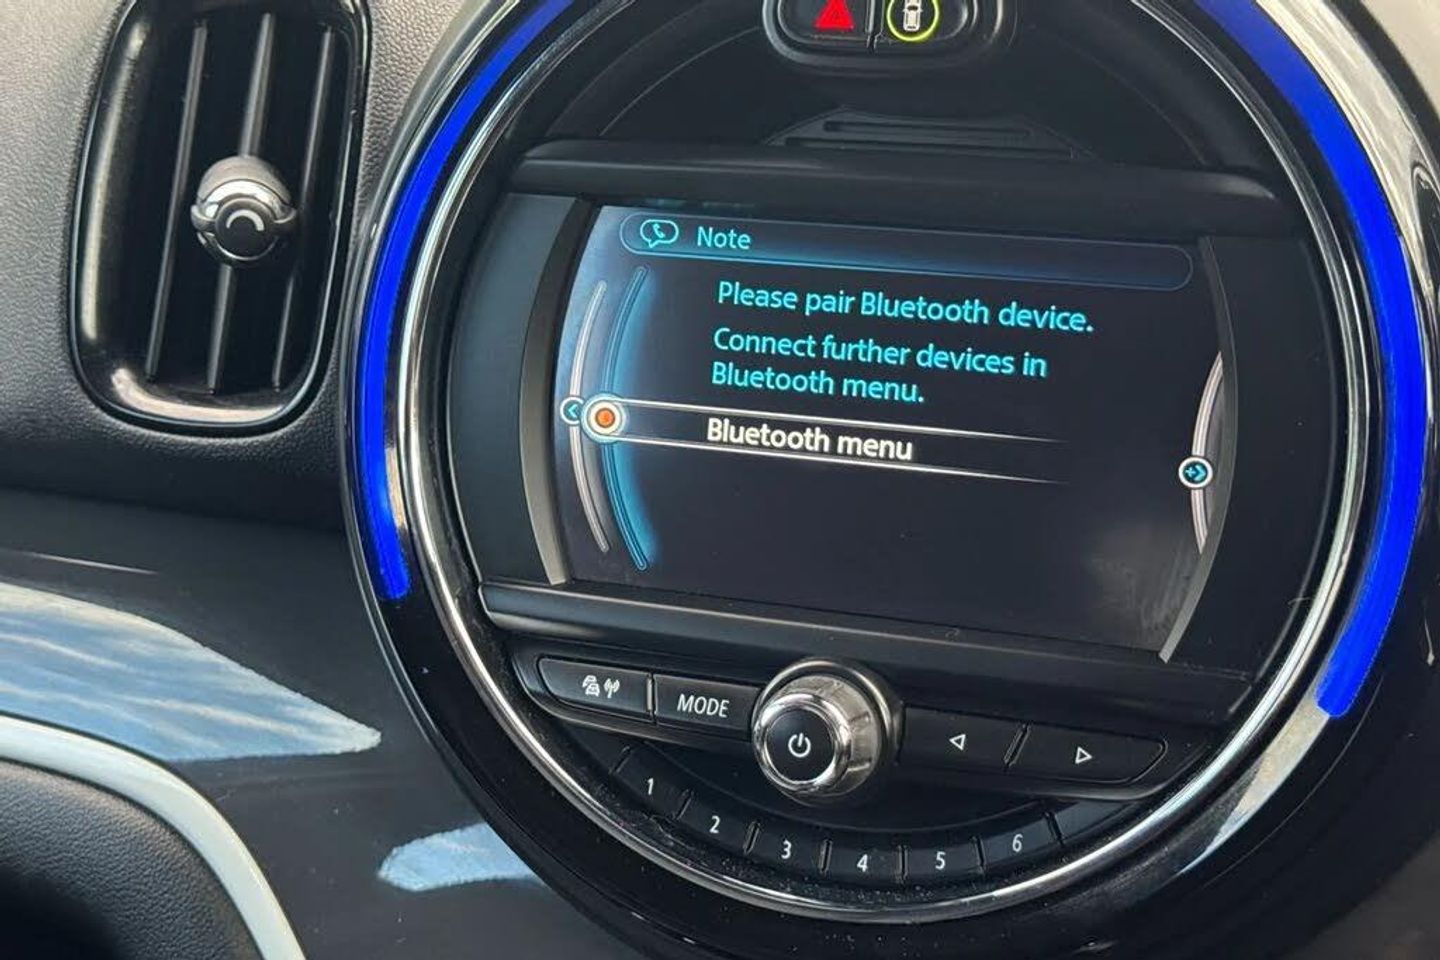 Note
Please pair Bluetooth device.
Connect further devices in
Bluetooth menu.
Bluetooth menu
MODE
1
2
3
4
5
6